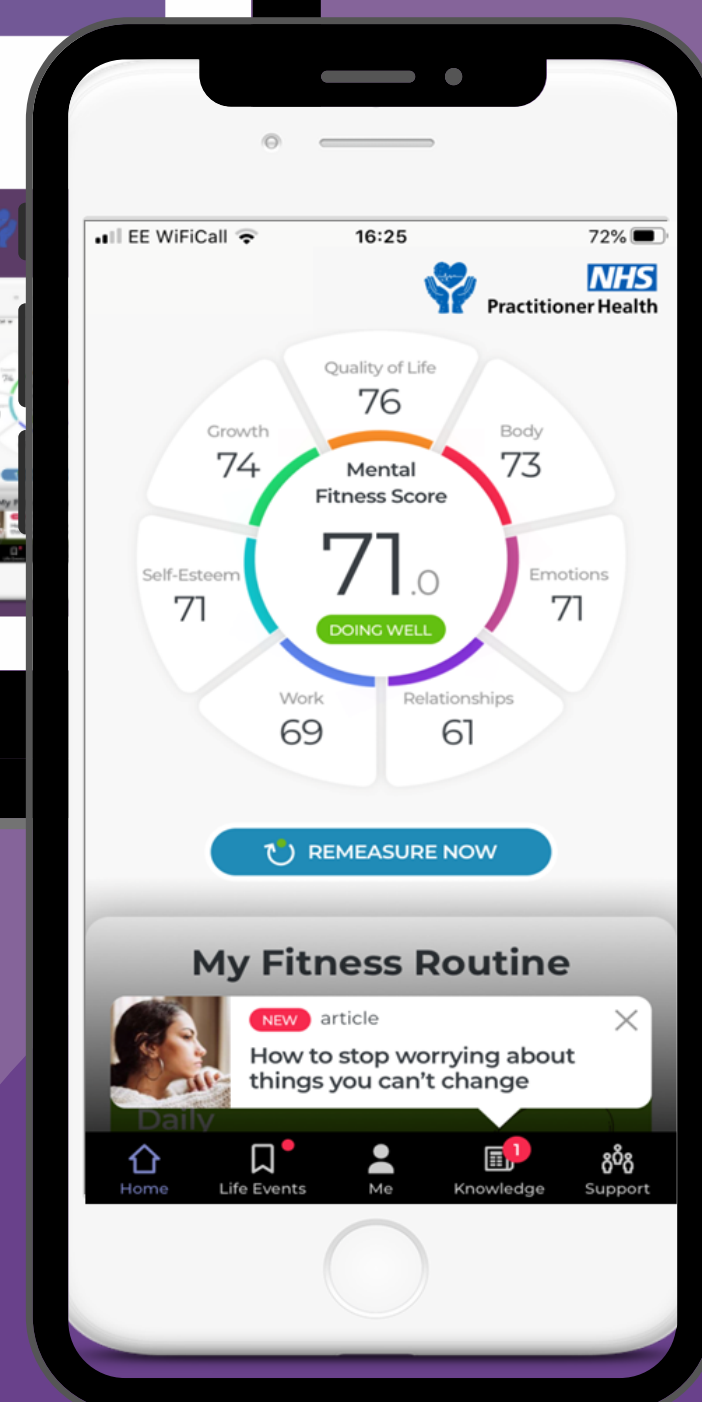 EE WiFiCall
16:25
72%
NHS
Practitioner Health
Quality of Life
76
Growth
74
Body
73
Mental
Fitness Score
71.0
DOING WELL
Self-Esteem
71
Emotions
71
Work
69
Relationships
61
REMEASURE NOW
My Fitness Routine
NEW article
How to stop worrying about
things you can't change
Daily
1
Home
Life Events
Me
Knowledge
Support